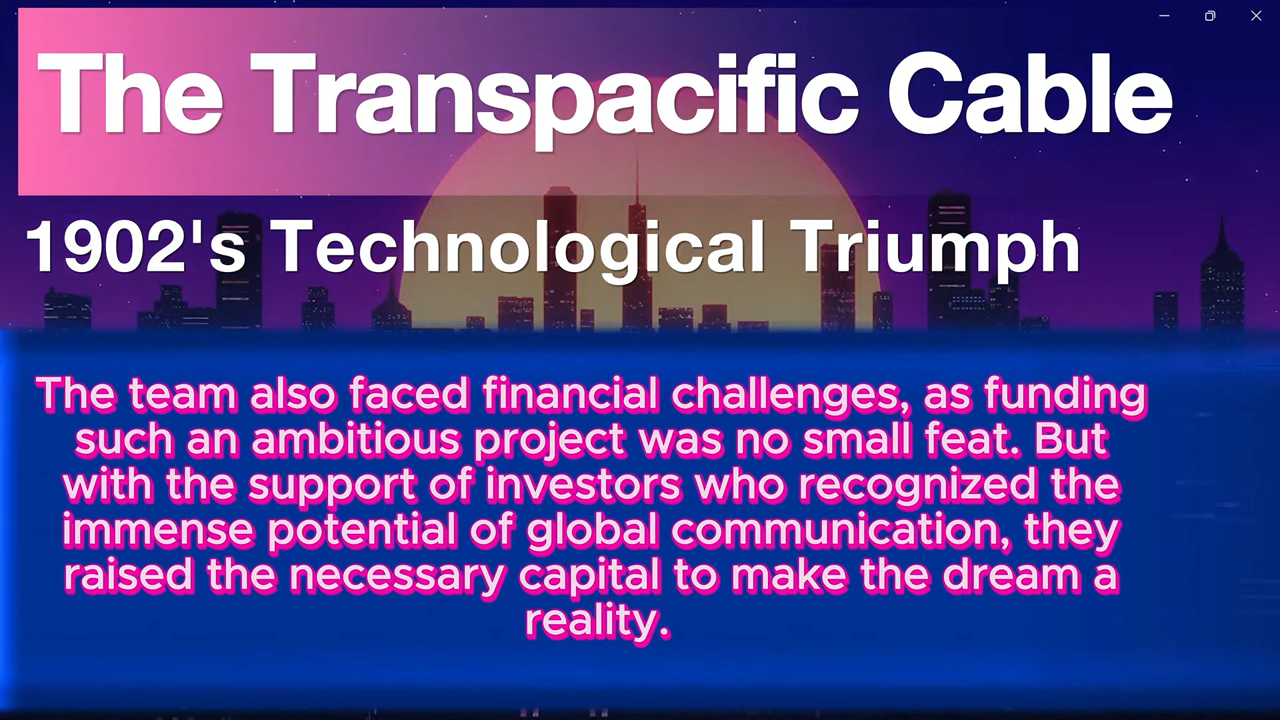 The Transpacific Cable
1902's Technological Triumph
The team also faced financial challenges, as funding
such an ambitious project was no small feat. But
with the support of investors who recognized the
immense potential of global communication, they
raised the necessary capital to make the dream a
reality.